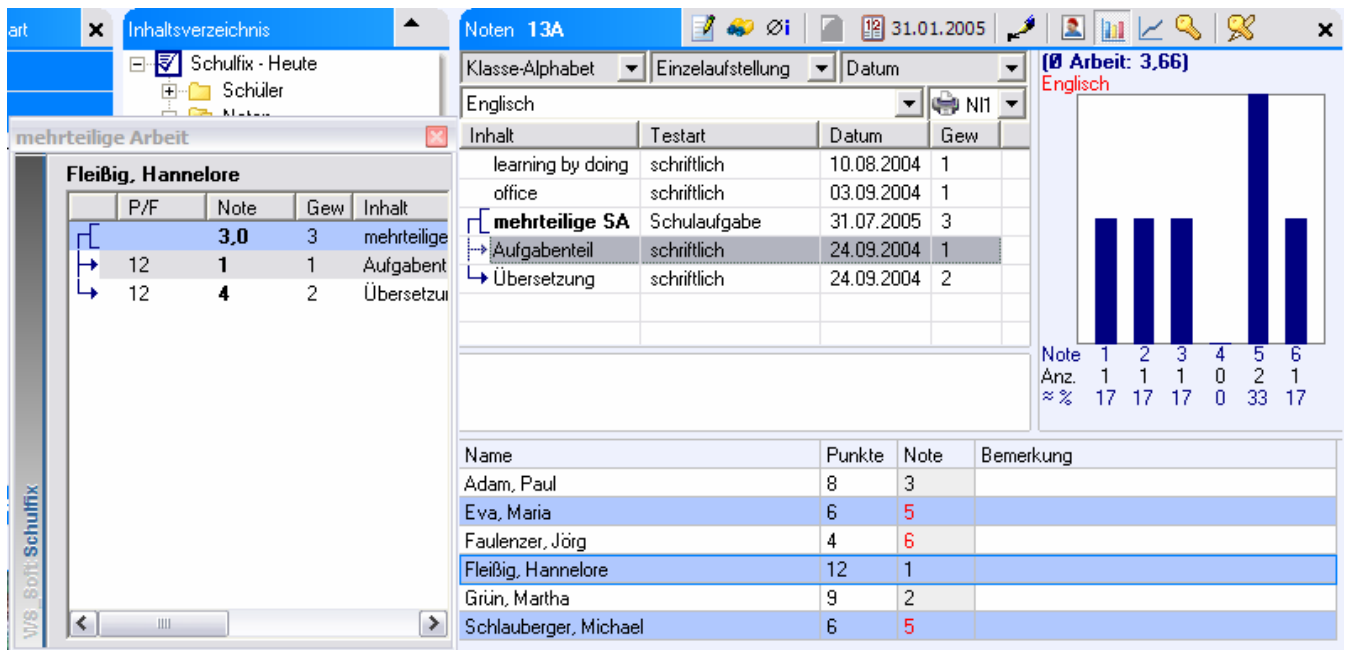 art
Inhaltsverzeichnis
Schulfix - Heute
Schüler
Noten
mehrteilige Arbeit
Fleißig, Hannelore
P/F Note Gew Inhalt
3,0 3 mehrteilige
12 1 1 Aufgabent
12 4 2 Übersetzu
WS_Soft:Schulfix
Noten 13A
Øi
12 31.01.2005
Klasse-Alphabet Einzelaufstellung Datum
Englisch NI1
Inhalt Testart Datum Gew
learning by doing schriftlich 10.08.2004 1
office schriftlich 03.09.2004 1
mehrteilige SA Schulaufgabe 31.07.2005 3
Aufgabenteil schriftlich 24.09.2004 1
Übersetzung schriftlich 24.09.2004 2
(Ø Arbeit: 3,66)
Englisch
Note 1 2 3 4 5 6
Anz. 1 1 1 0 2 1
≈% 17 17 17 0 33 17
Name Punkte Note Bemerkung
Adam, Paul 8 3
Eva, Maria 6 5
Faulenzer, Jörg 4 6
Fleißig, Hannelore 12 1
Grün, Martha 9 2
Schlauberger, Michael 6 5